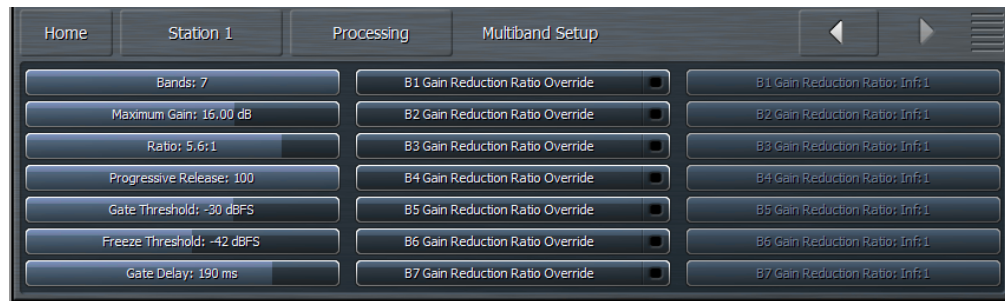 Home Station 1 Processing Multiband Setup
Bands: 7 B1 Gain Reduction Ratio Override B1 Gain Reduction Ratio: Inf:1
Maximum Gain: 16.00 dB B2 Gain Reduction Ratio Override B2 Gain Reduction Ratio: Inf:1
Ratio: 5.6:1 B3 Gain Reduction Ratio Override B3 Gain Reduction Ratio: Inf:1
Progressive Release: 100 B4 Gain Reduction Ratio Override B4 Gain Reduction Ratio: Inf:1
Gate Threshold: -30 dBFS B5 Gain Reduction Ratio Override B5 Gain Reduction Ratio: Inf:1
Freeze Threshold: -42 dBFS B6 Gain Reduction Ratio Override B6 Gain Reduction Ratio: Inf:1
Gate Delay: 190 ms B7 Gain Reduction Ratio Override B7 Gain Reduction Ratio: Inf:1